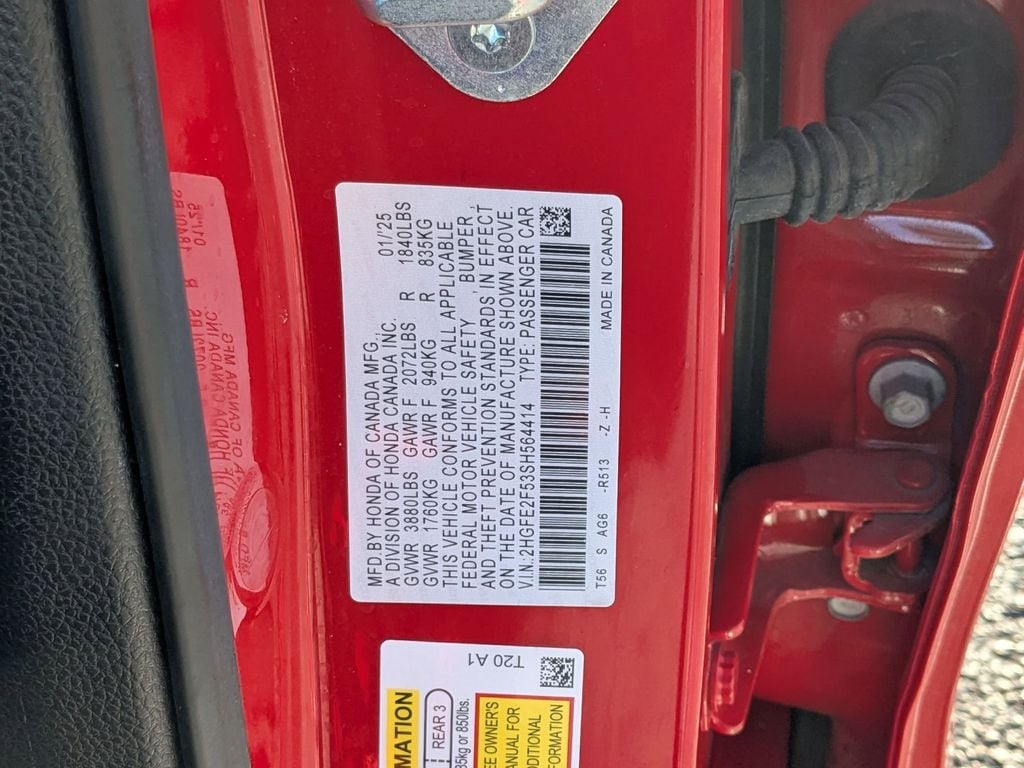 MFD.BY HONDA OF CANADA MFG., 01/'25
A DIVISION OF HONDA CANADA INC.
GVWR 3880LBS GAWR F 2072LBS R 1840LBS
GVWR 1760KG GAWR F 940KG R 835KG
THIS VEHICLE CONFORMS TO ALL APPLICABLE
FEDERAL MOTOR VEHICLE SAFETY, BUMPER,
AND THEFT PREVENTION STANDARDS IN EFFECT
ON THE DATE OF MANUFACTURE SHOWN ABOVE.
V.I.N.:2HGFE2F53SH564414 TYPE: PASSENGER CAR
T56 S AG6 -R513 -Z -H MADE IN CANADA
T20 A1
REAR 3
850lbs.
MANUAL FOR